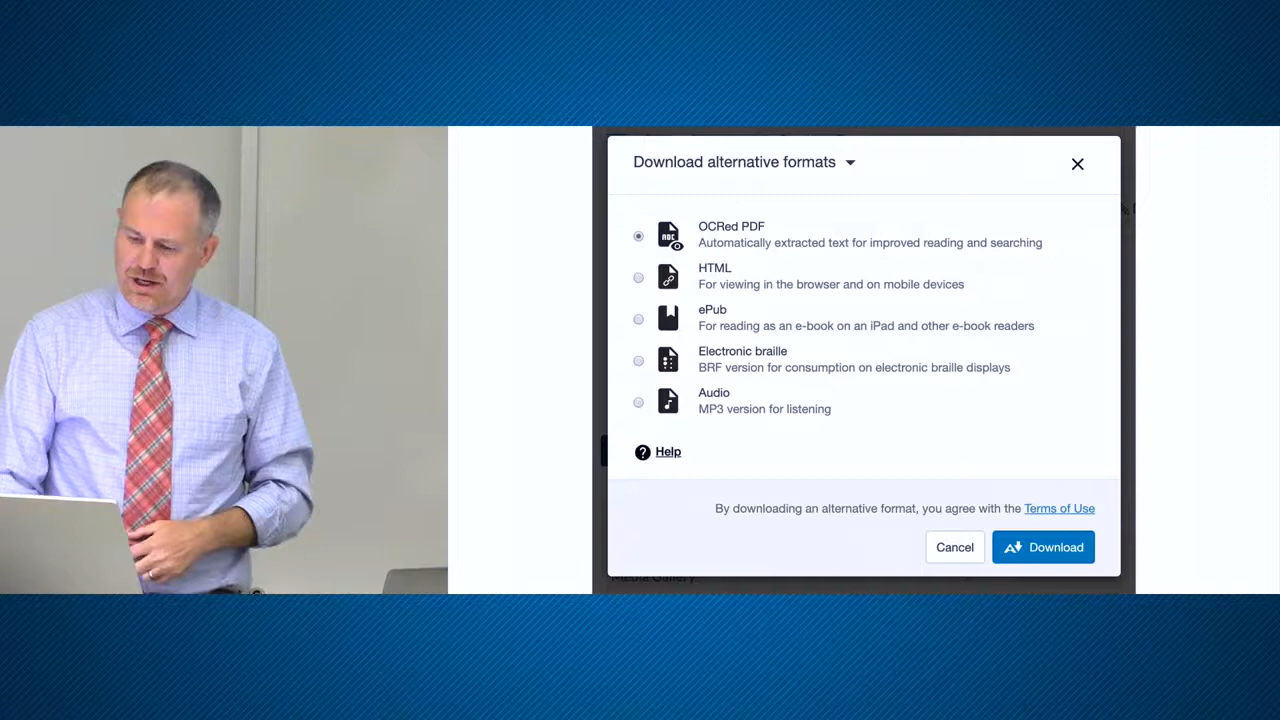 Download alternative formats
OCRed PDF
Automatically extracted text for improved reading and searching
HTML
For viewing in the browser and on mobile devices
ePub
For reading as an e-book on an iPad and other e-book readers
Electronic braille
BRF version for consumption on electronic braille displays
Audio
MP3 version for listening
Help
By downloading an alternative format, you agree with the Terms of Use
Cancel
Download
Media Gallery